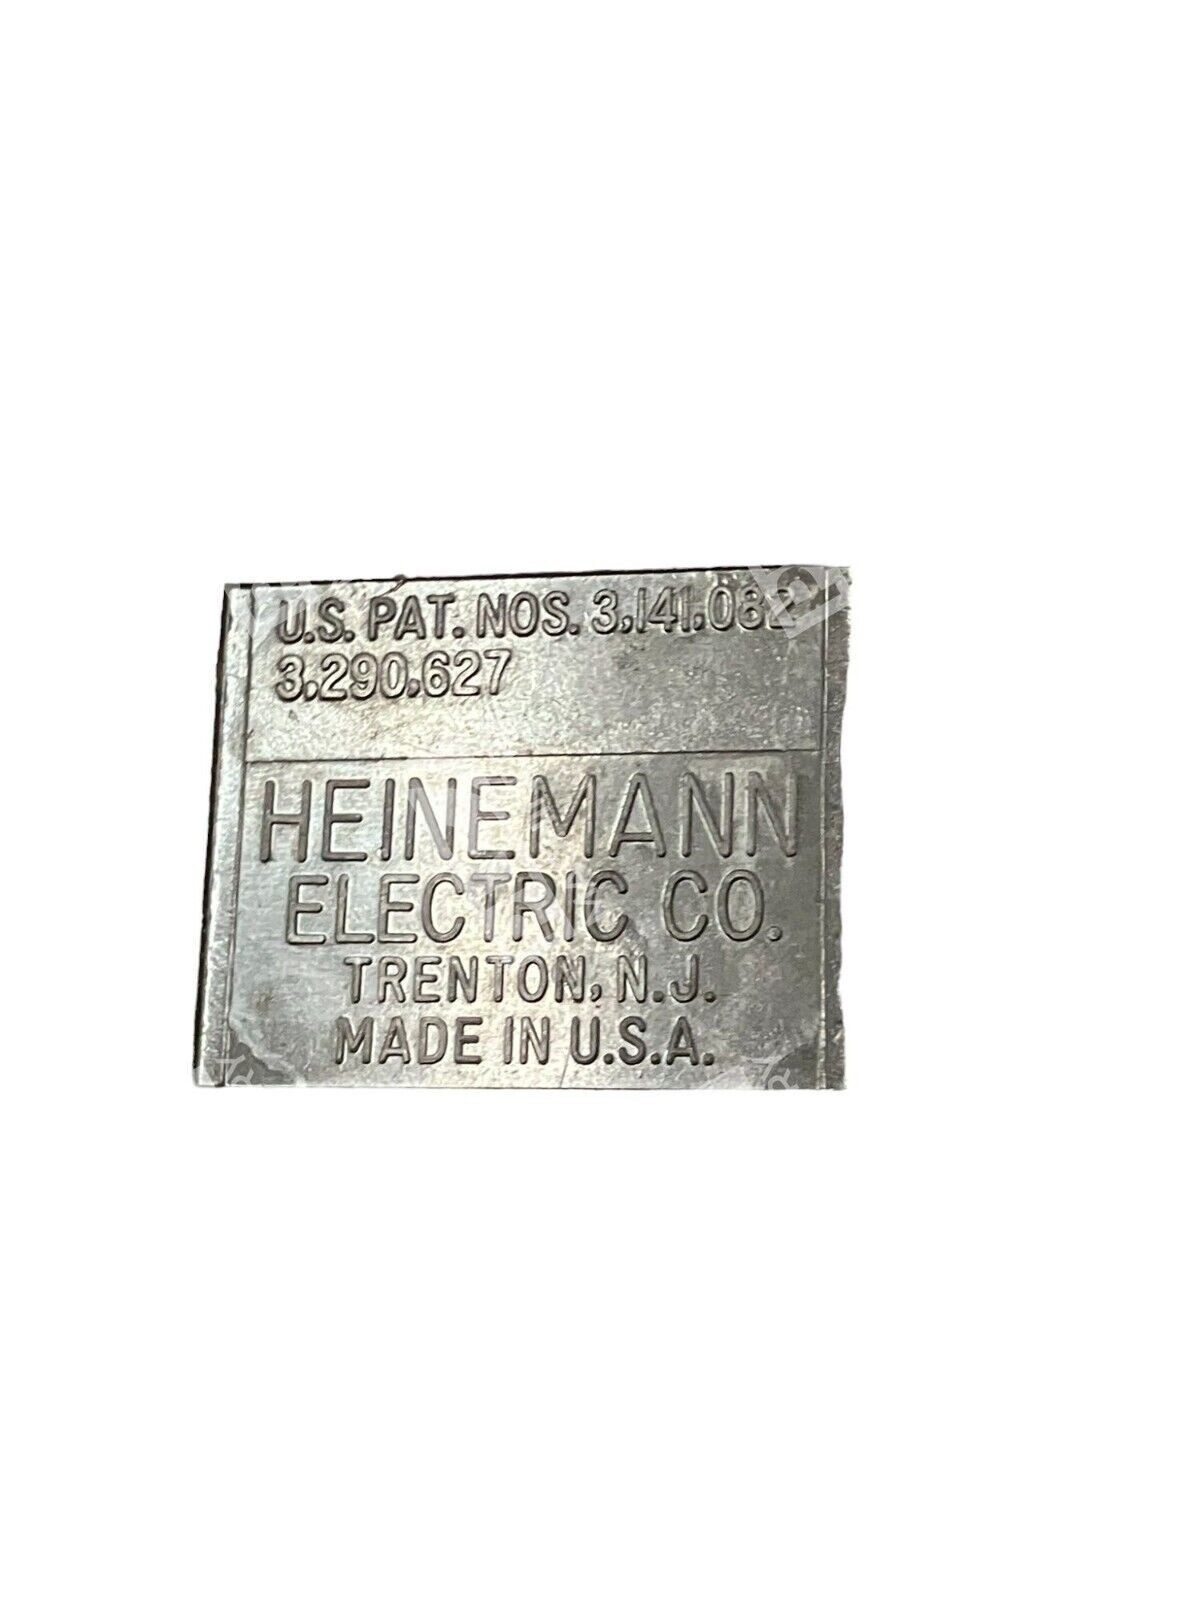 U.S. PAT. NOS. 3,141,082
3,290,627
HEINEMANN
ELECTRIC CO.
TRENTON, N.J.
MADE IN U.S.A.